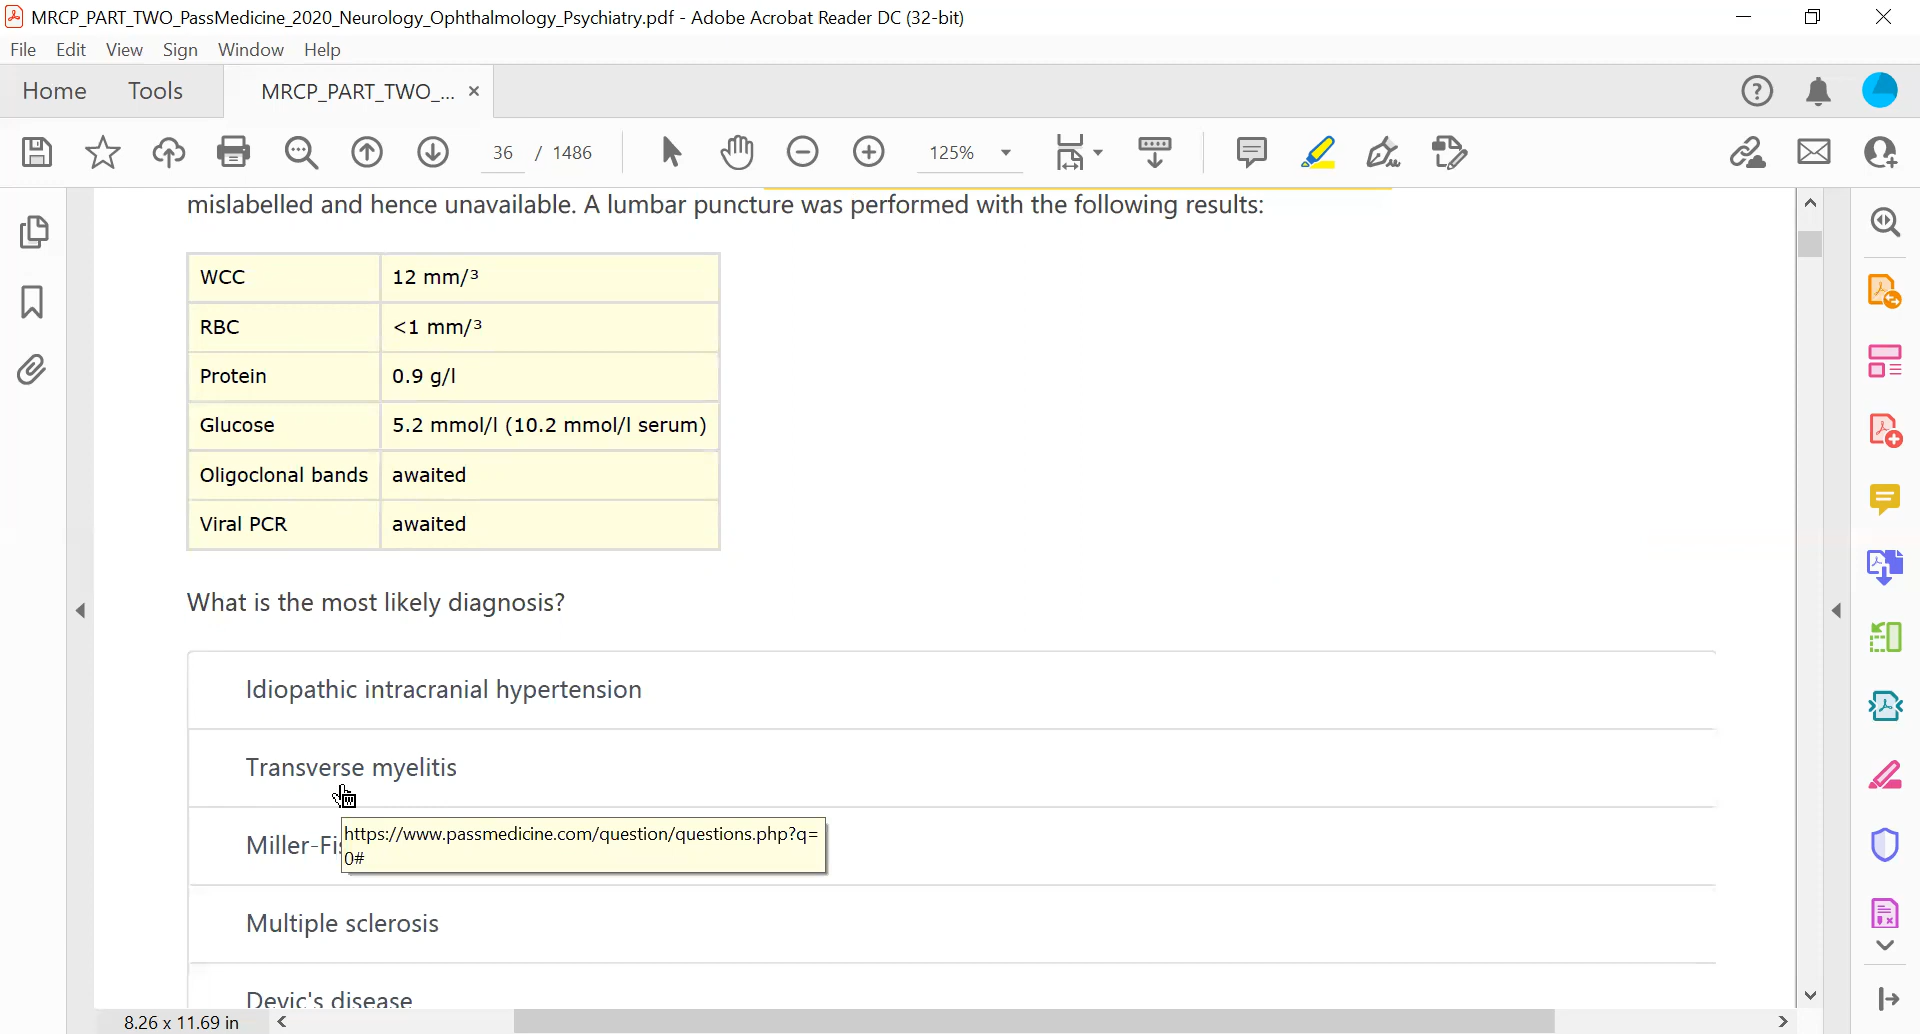 MRCP_PART_TWO_PassMedicine_2020_Neurology_Ophthalmology_Psychiatry.pdf - Adobe Acrobat Reader DC (32-bit)
File Edit View Sign Window Help
Home Tools MRCP_PART_TWO_... ×
36 / 1486 125%
mislabelled and hence unavailable. A lumbar puncture was performed with the following results:
WCC 12 mm/³
RBC <1 mm/³
Protein 0.9 g/l
Glucose 5.2 mmol/l (10.2 mmol/l serum)
Oligoclonal bands awaited
Viral PCR awaited
What is the most likely diagnosis?
Idiopathic intracranial hypertension
Transverse myelitis
https://www.passmedicine.com/question/questions.php?q=
0#
Miller-Fis
Multiple sclerosis
Devic's disease
8.26 x 11.69 in